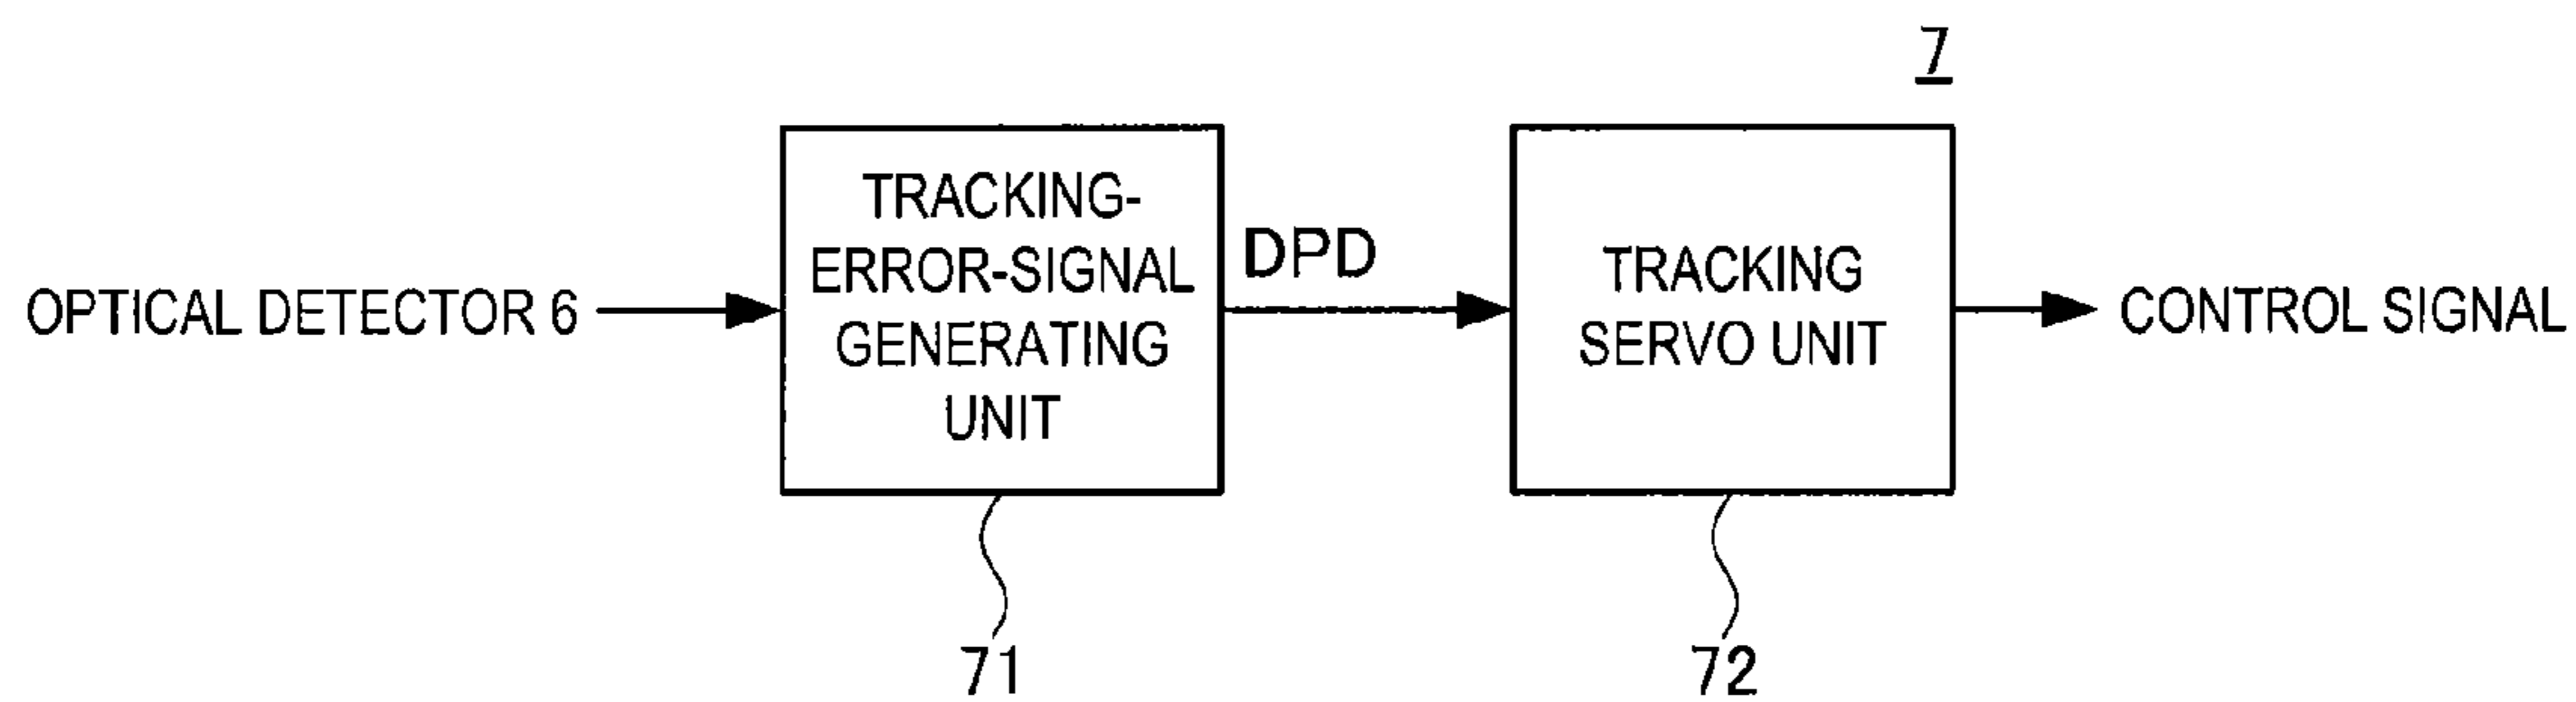 7
OPTICAL DETECTOR 6
TRACKING-
ERROR-SIGNAL
GENERATING
UNIT
DPD
TRACKING
SERVO UNIT
CONTROL SIGNAL
71
72